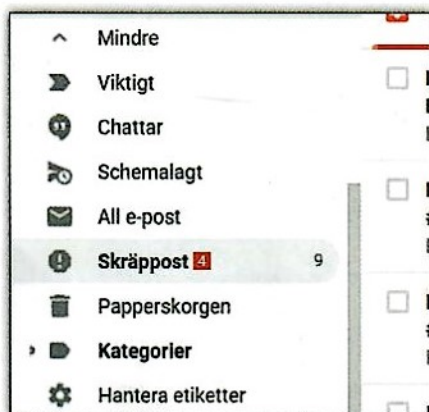 Mindre
Viktigt
Chattar
Schemalagt
All e-post
Skräppost 4 9
Papperskorgen
Kategorier
Hantera etiketter